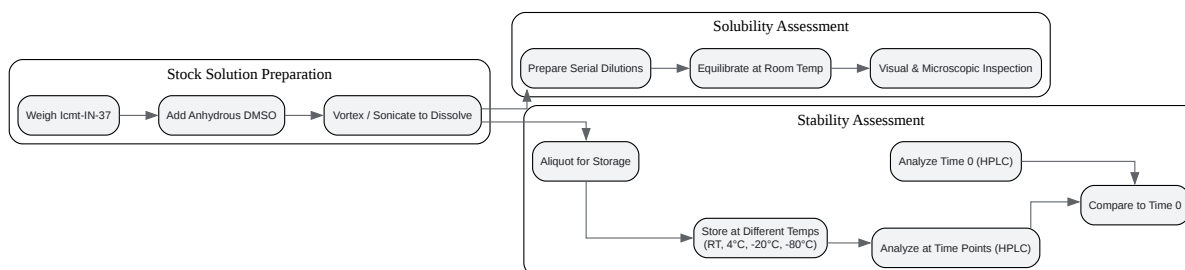 Stock Solution Preparation
Weigh Icmt-IN-37
Add Anhydrous DMSO
Vortex / Sonicate to Dissolve
Solubility Assessment
Prepare Serial Dilutions
Equilibrate at Room Temp
Visual & Microscopic Inspection
Stability Assessment
Aliquot for Storage
Store at Different Temps
(RT, 4°C, -20°C, -80°C)
Analyze Time 0 (HPLC)
Analyze at Time Points (HPLC)
Compare to Time 0